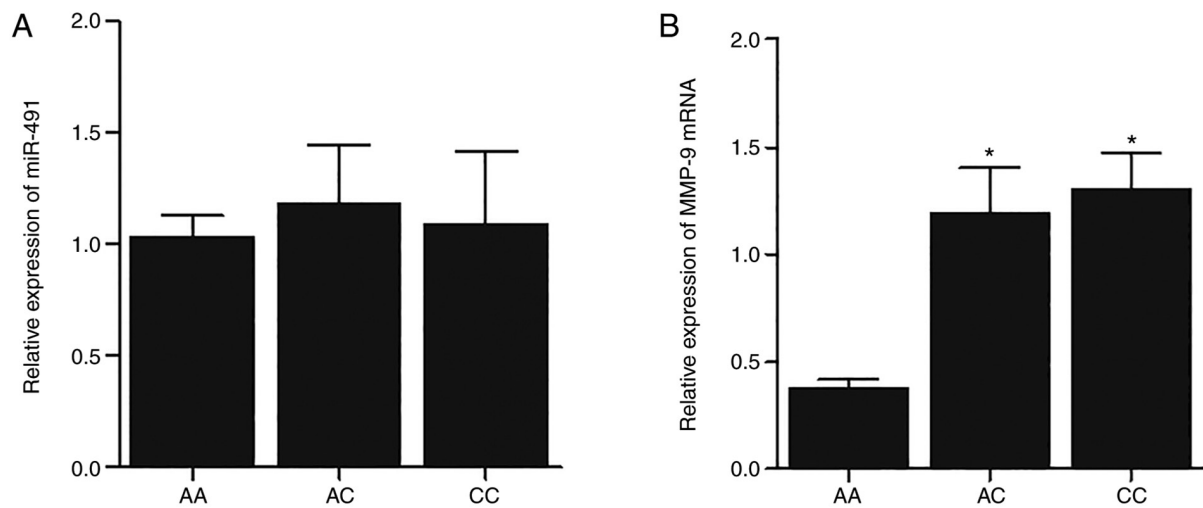 A
Relative expression of miR-491
2.0
1.5
1.0
0.5
0.0
AA AC CC
B
Relative expression of MMP-9 mRNA
2.0
1.5
1.0
0.5
0.0
* *
AA AC CC